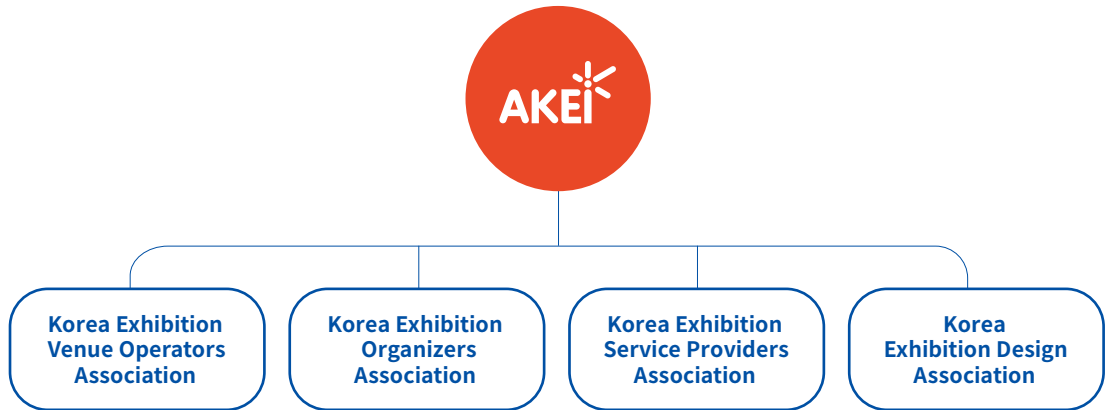 AKEI
Korea Exhibition
Venue Operators
Association
Korea Exhibition
Organizers
Association
Korea Exhibition
Service Providers
Association
Korea
Exhibition Design
Association